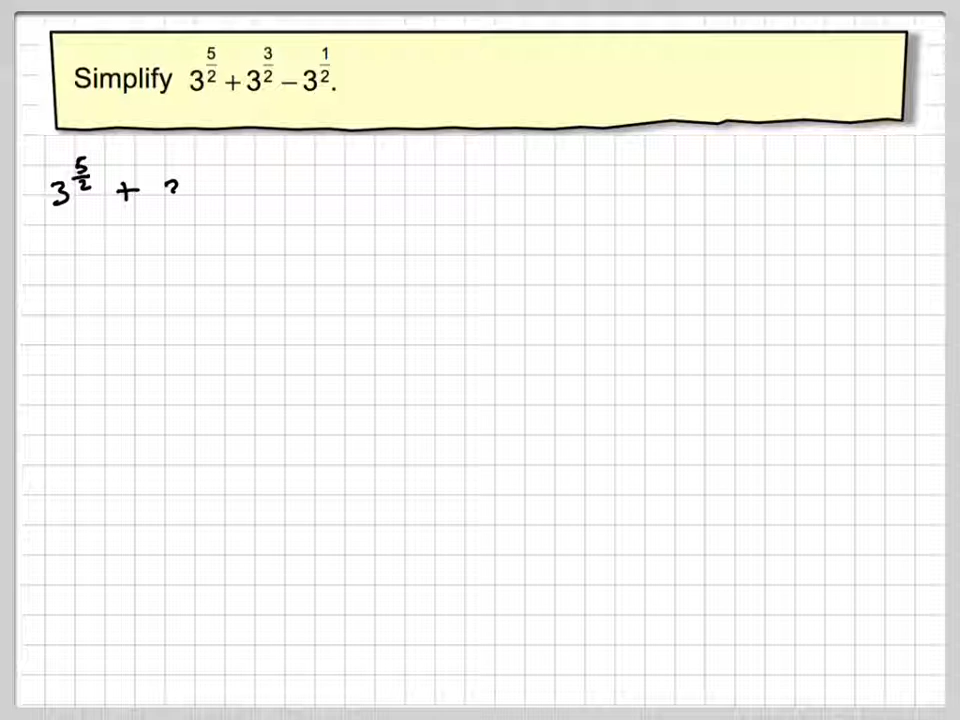 Simplify 3^{5/2} + 3^{3/2} − 3^{1/2}.
3^{5/2} +